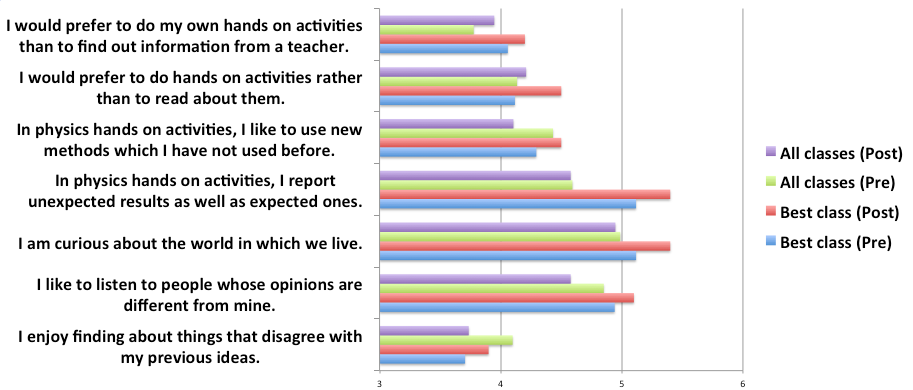 I would prefer to do my own hands on activities
than to find out information from a teacher.
I would prefer to do hands on activities rather
than to read about them.
In physics hands on activities, I like to use new
methods which I have not used before.
In physics hands on activities, I report
unexpected results as well as expected ones.
I am curious about the world in which we live.
I like to listen to people whose opinions are
different from mine.
I enjoy finding about things that disagree with
my previous ideas.
3 4 5 6
All classes (Post)
All classes (Pre)
Best class (Post)
Best class (Pre)